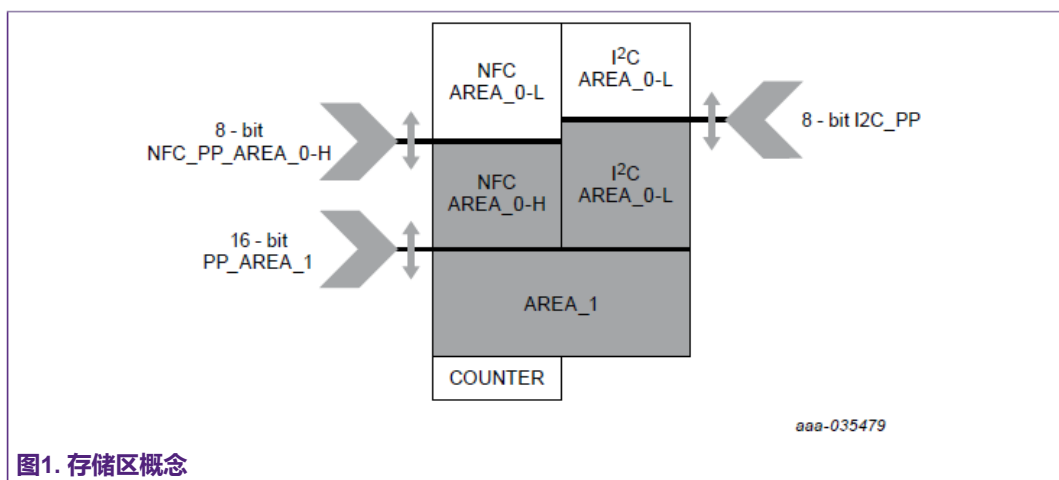 NFC
AREA_0-L
I²C
AREA_0-L
8 - bit
NFC_PP_AREA_0-H
8 - bit I2C_PP
NFC
AREA_0-H
I²C
AREA_0-L
16 - bit
PP_AREA_1
AREA_1
COUNTER
aaa-035479
图1. 存储区概念